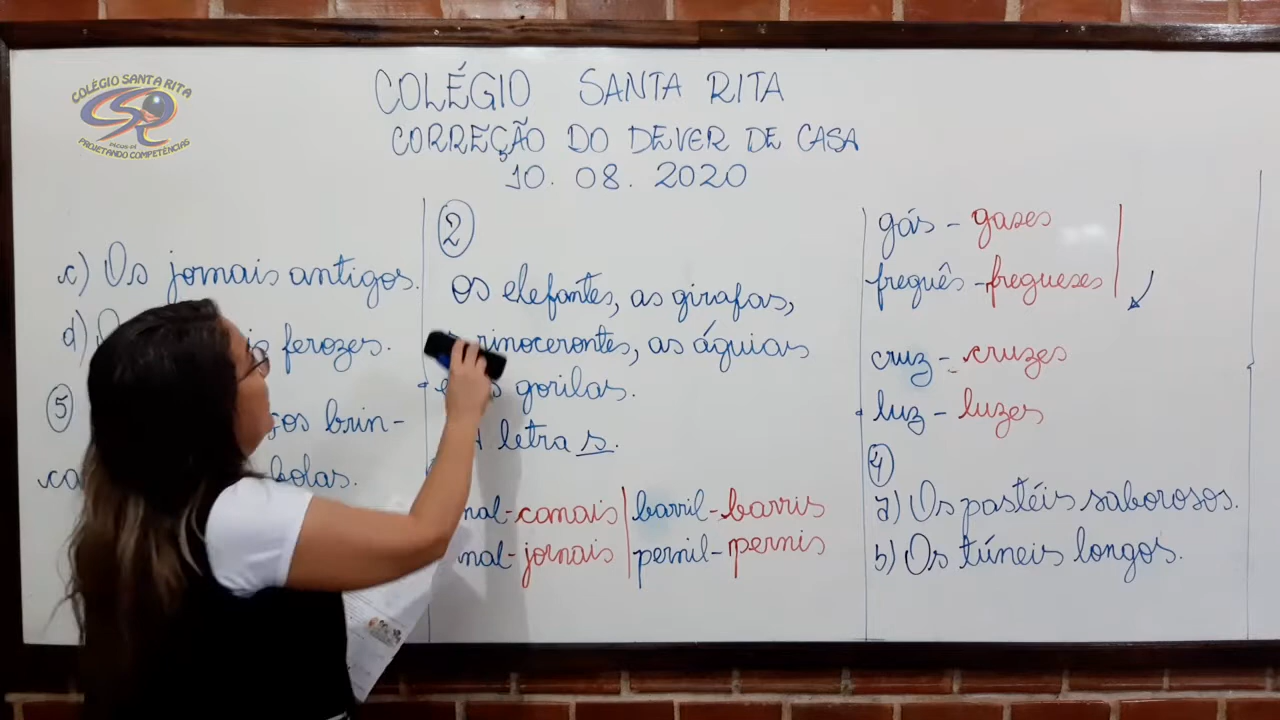 COLÉGIO SANTA RITA
PROJETANDO COMPETÊNCIAS
COLÉGIO SANTA RITA
CORREÇÃO DO DEVER DE CASA
10. 08. 2020
c) Os jornais antigos.
d) ferozes.
5
brin-
bolas.
2
Os elefantes, as girafas,
rinocerontes, as águias
gorilas.
letra s.
nal-canais | barril-barris
nal-jornais | pernil-pernis
gás - gases
freguês - fregueses
cruz - cruzes
luz - luzes
4
a) Os pastéis saborosos.
b) Os túneis longos.